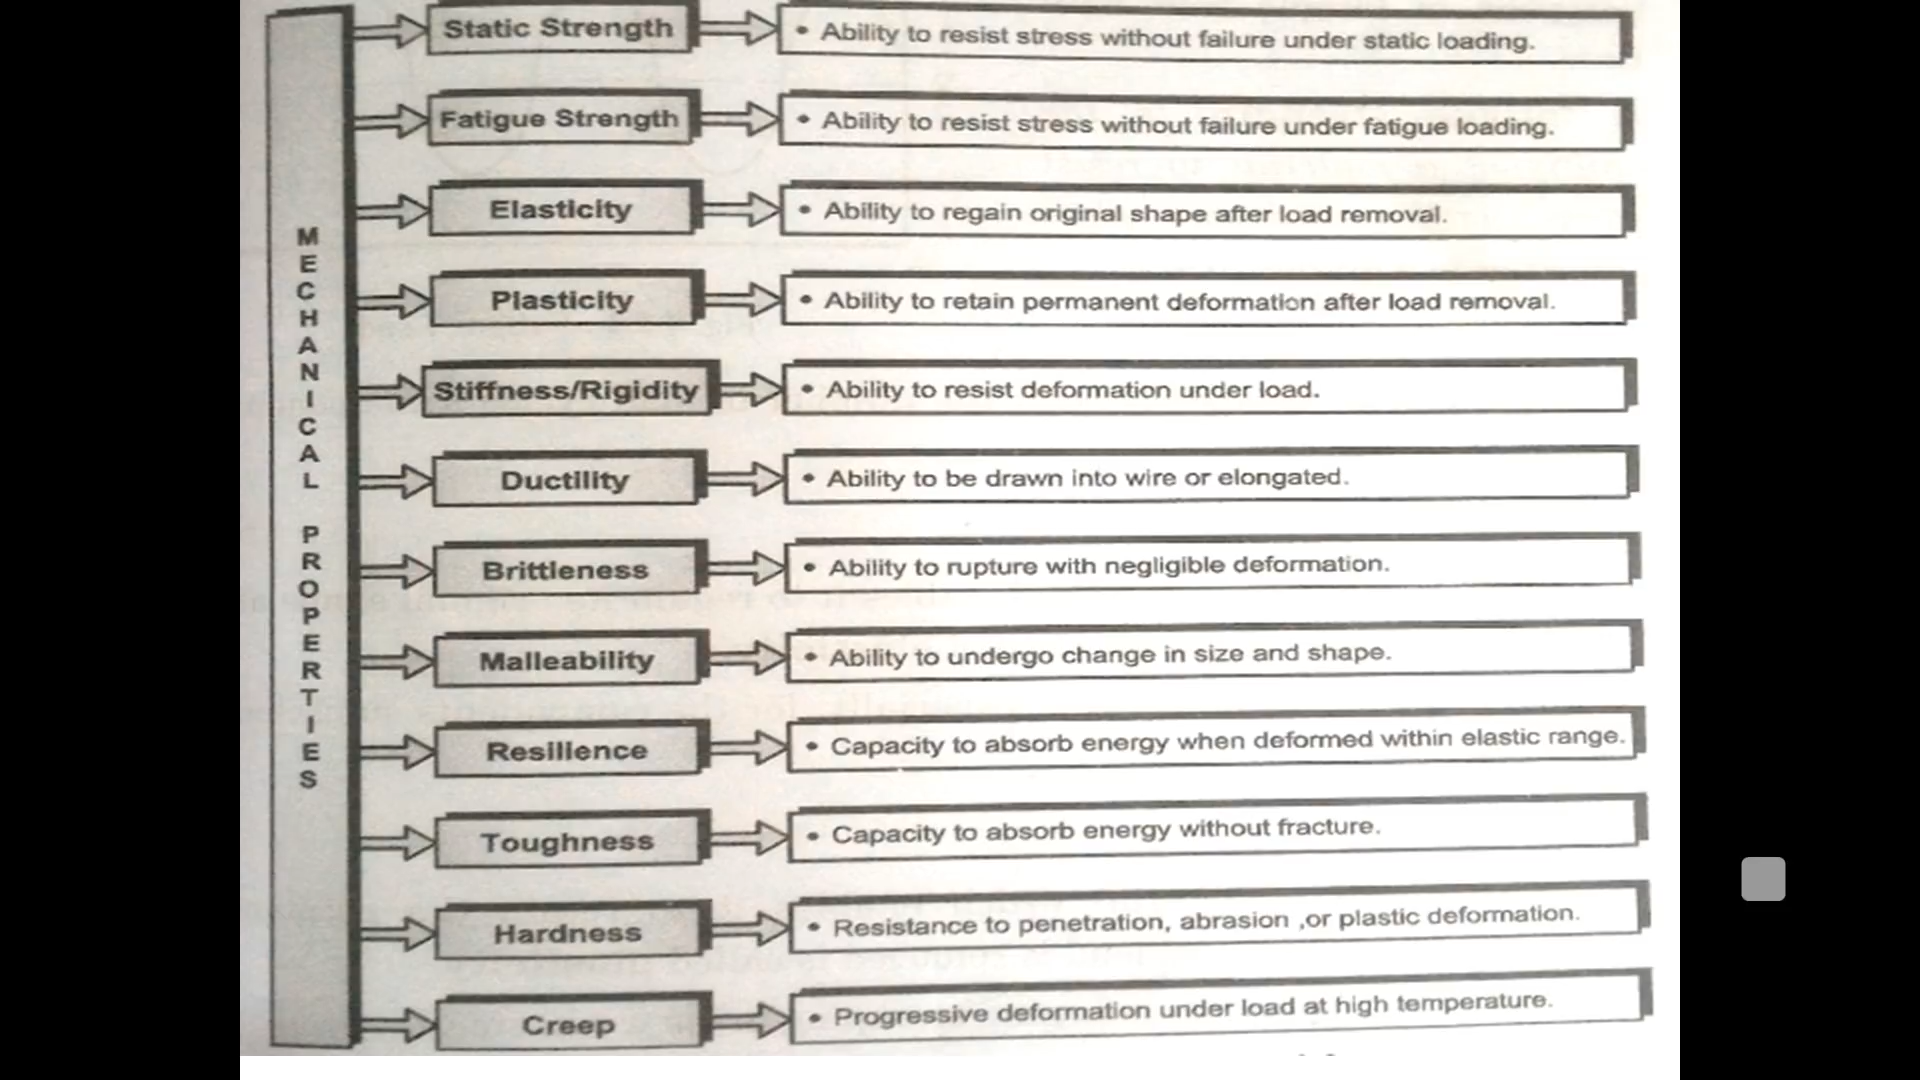 MECHANICAL PROPERTIES
Static Strength
• Ability to resist stress without failure under static loading.
Fatigue Strength
• Ability to resist stress without failure under fatigue loading.
Elasticity
• Ability to regain original shape after load removal.
Plasticity
• Ability to retain permanent deformation after load removal.
Stiffness/Rigidity
• Ability to resist deformation under load.
Ductility
• Ability to be drawn into wire or elongated.
Brittleness
• Ability to rupture with negligible deformation.
Malleability
• Ability to undergo change in size and shape.
Resilience
• Capacity to absorb energy when deformed within elastic range.
Toughness
• Capacity to absorb energy without fracture.
Hardness
• Resistance to penetration, abrasion ,or plastic deformation.
Creep
• Progressive deformation under load at high temperature.